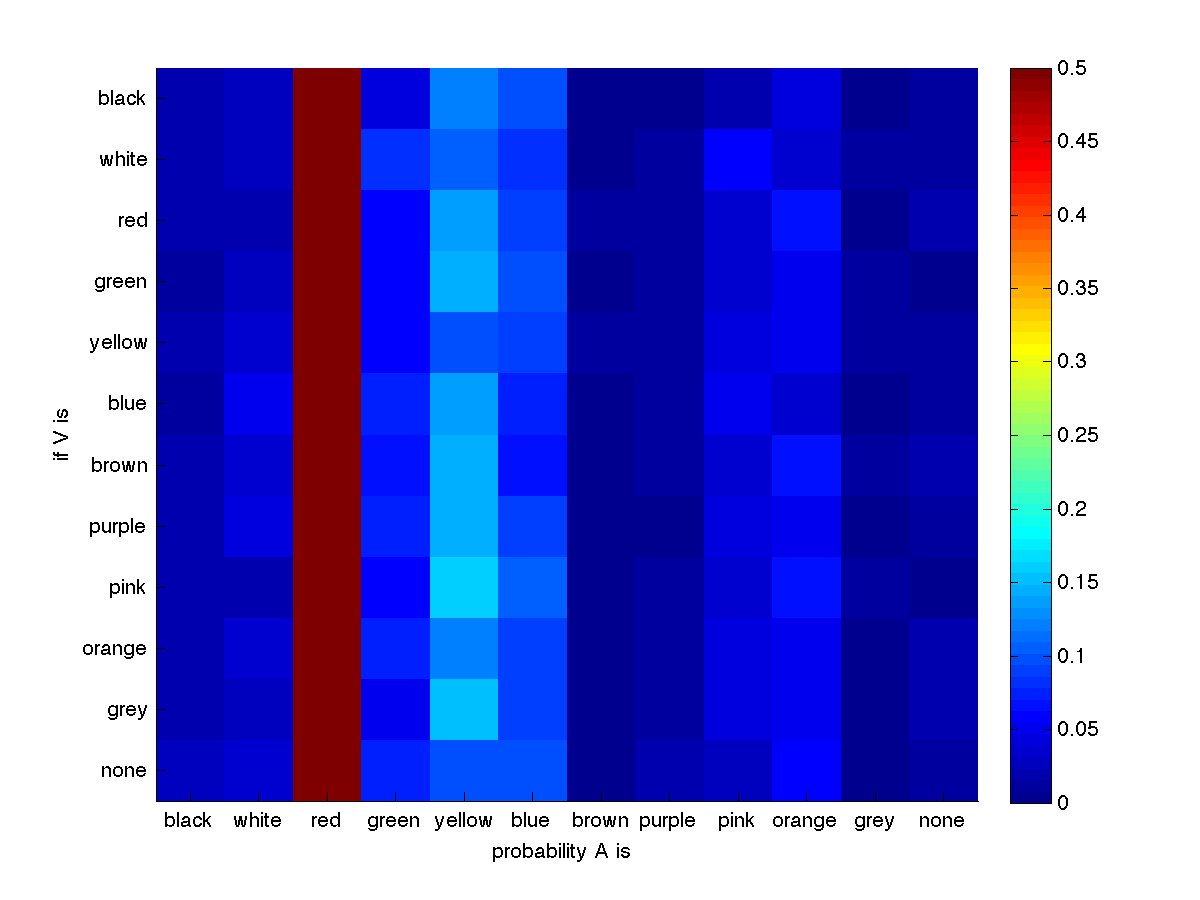 black
white
red
green
yellow
blue
brown
purple
pink
orange
grey
none
if V is
black white red green yellow blue brown purple pink orange grey none
probability A is
0.5
0.45
0.4
0.35
0.3
0.25
0.2
0.15
0.1
0.05
0